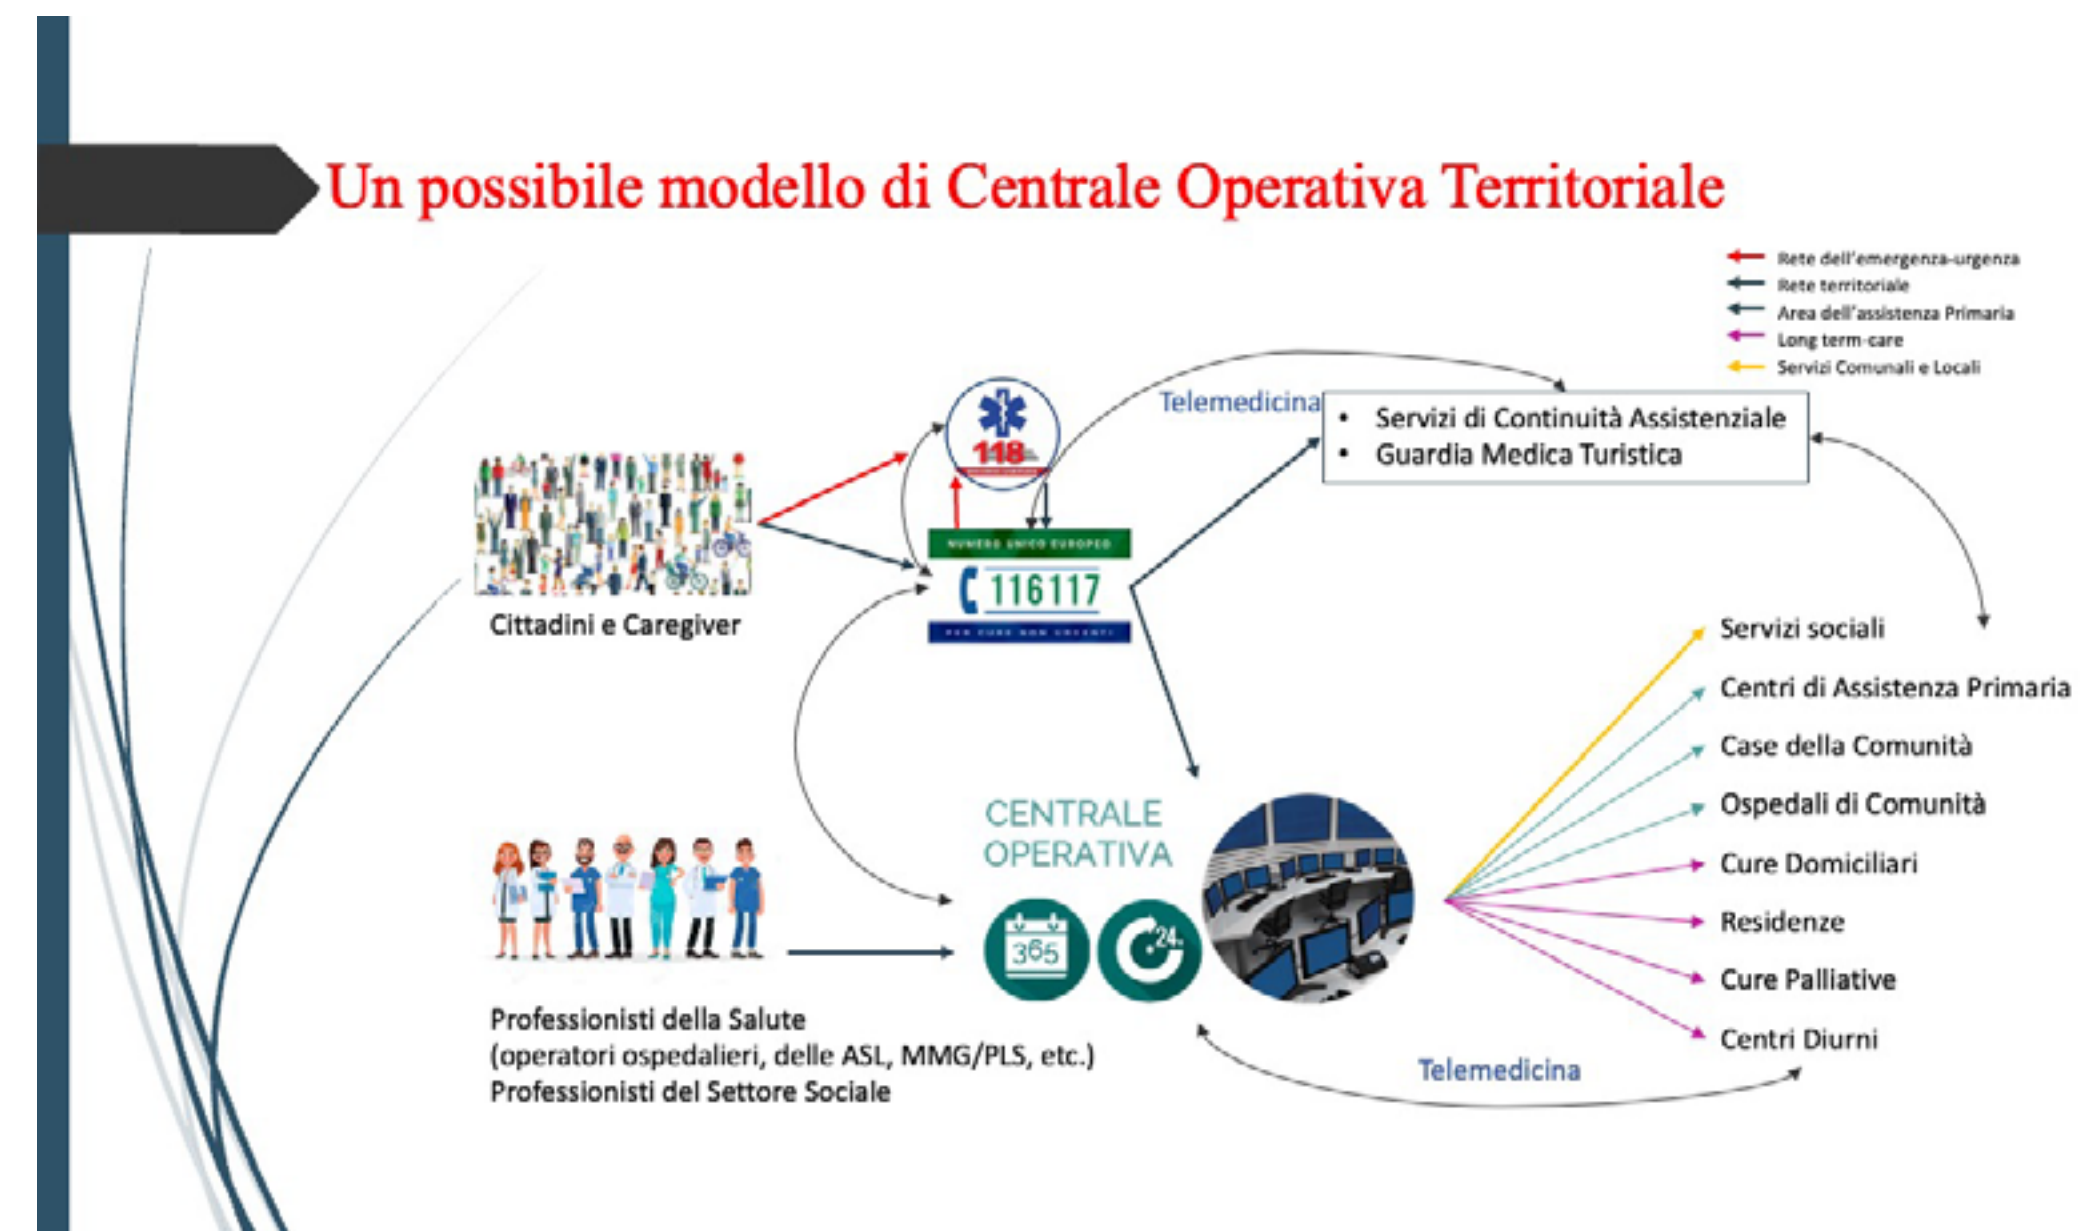 Un possibile modello di Centrale Operativa Territoriale
Rete dell'emergenza-urgenza
Rete territoriale
Area dell'assistenza Primaria
Long term-care
Servizi Comunali e Locali
118
Telemedicina
• Servizi di Continuità Assistenziale
• Guardia Medica Turistica
NUMERO UNICO EUROPEO
116117
PER CURE NON URGENTI
Cittadini e Caregiver
CENTRALE
OPERATIVA
365
24
Servizi sociali
Centri di Assistenza Primaria
Case della Comunità
Ospedali di Comunità
Cure Domiciliari
Residenze
Cure Palliative
Centri Diurni
Professionisti della Salute
(operatori ospedalieri, delle ASL, MMG/PLS, etc.)
Professionisti del Settore Sociale
Telemedicina